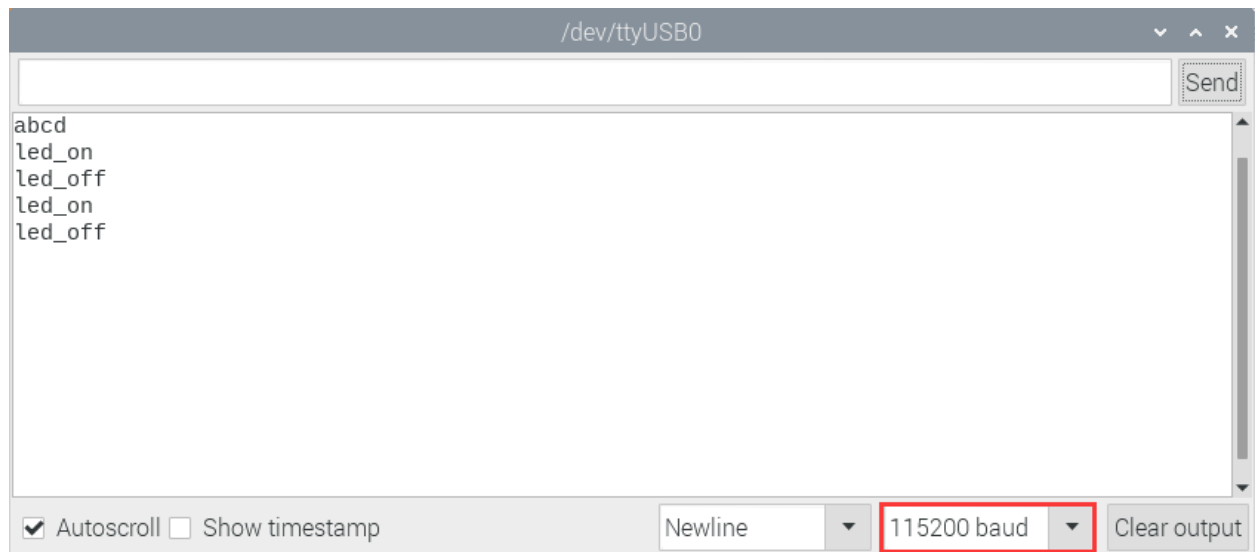 /dev/ttyUSB0
Send
abcd
led_on
led_off
led_on
led_off
Autoscroll Show timestamp Newline 115200 baud Clear output